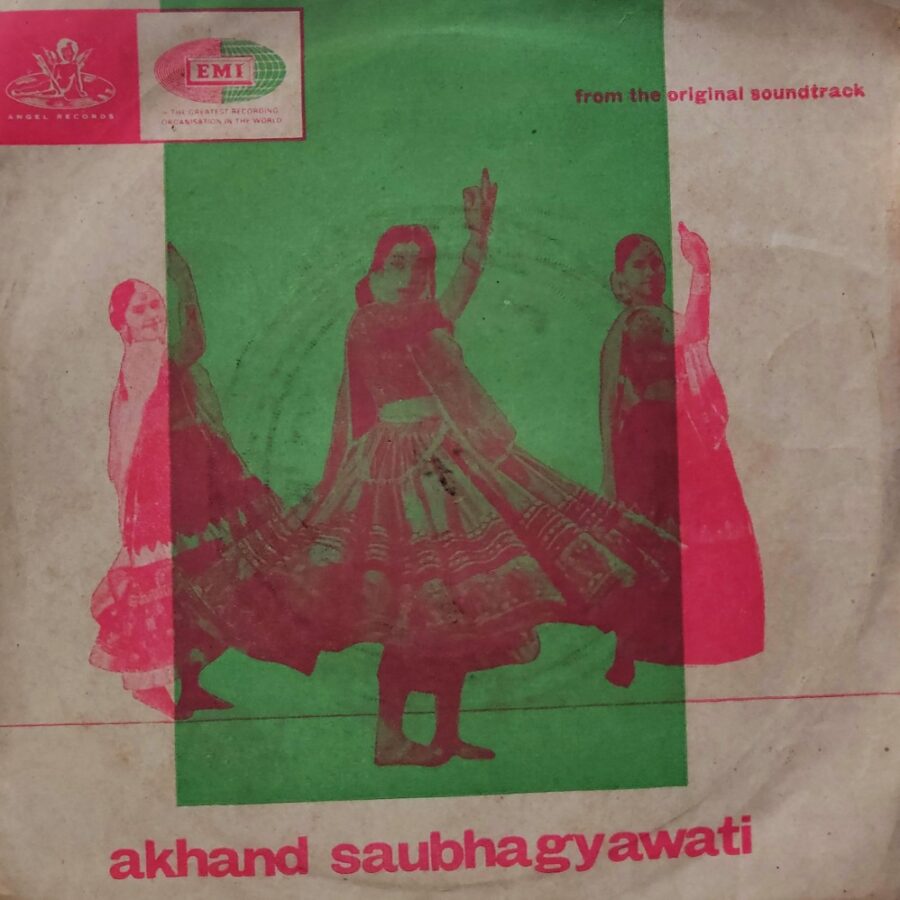 ANGEL RECORDS
EMI
THE GREATEST RECORDING
ORGANISATION IN THE WORLD
from the original soundtrack
akhand saubhagyawati